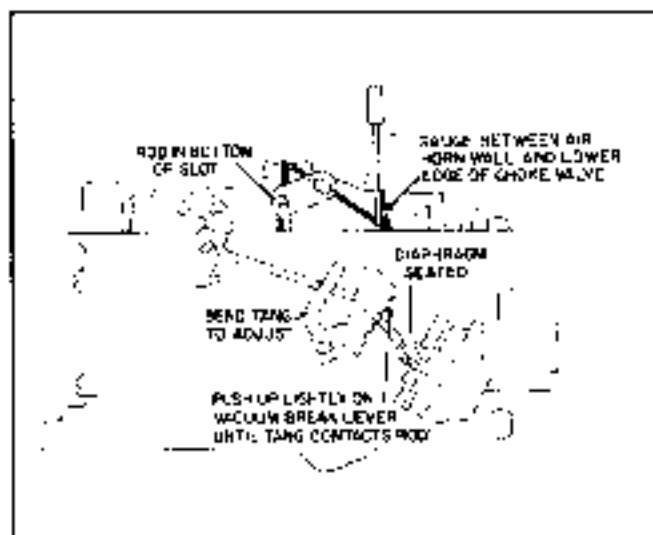 ROD IN BOTTOM
OF SLOT
GAUGE BETWEEN AIR
HORN WALL AND LOWER
EDGE OF CHOKE VALVE
DIAPHRAGM
SEATED
BEND TANG
TO ADJUST
PUSH UP LIGHTLY ON
VACUUM BREAK LEVER
UNTIL TANG CONTACTS ROD